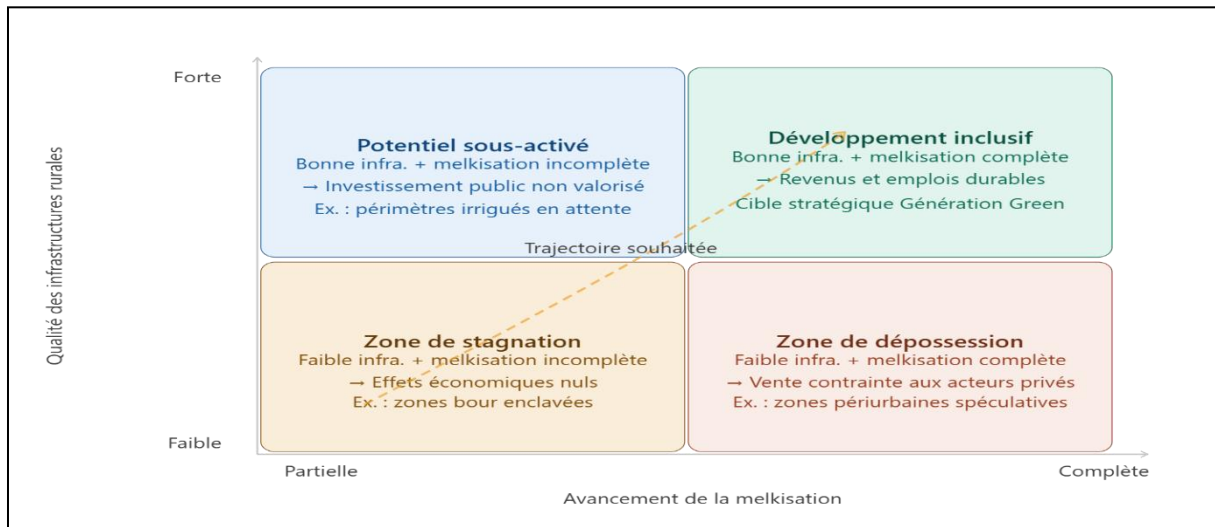 Qualité des infrastructures rurales
Forte
Potentiel sous-activé
Bonne infra. + melkisation incomplète
→ Investissement public non valorisé
Ex. : périmètres irrigués en attente
Développement inclusif
Bonne infra. + melkisation complète
→ Revenus et emplois durables
Cible stratégique Génération Green
Trajectoire souhaitée
Zone de stagnation
Faible infra. + melkisation incomplète
→ Effets économiques nuls
Ex. : zones bour enclavées
Zone de dépossession
Faible infra. + melkisation complète
→ Vente contrainte aux acteurs privés
Ex. : zones périurbaines spéculatives
Faible
Partielle
Complète
Avancement de la melkisation